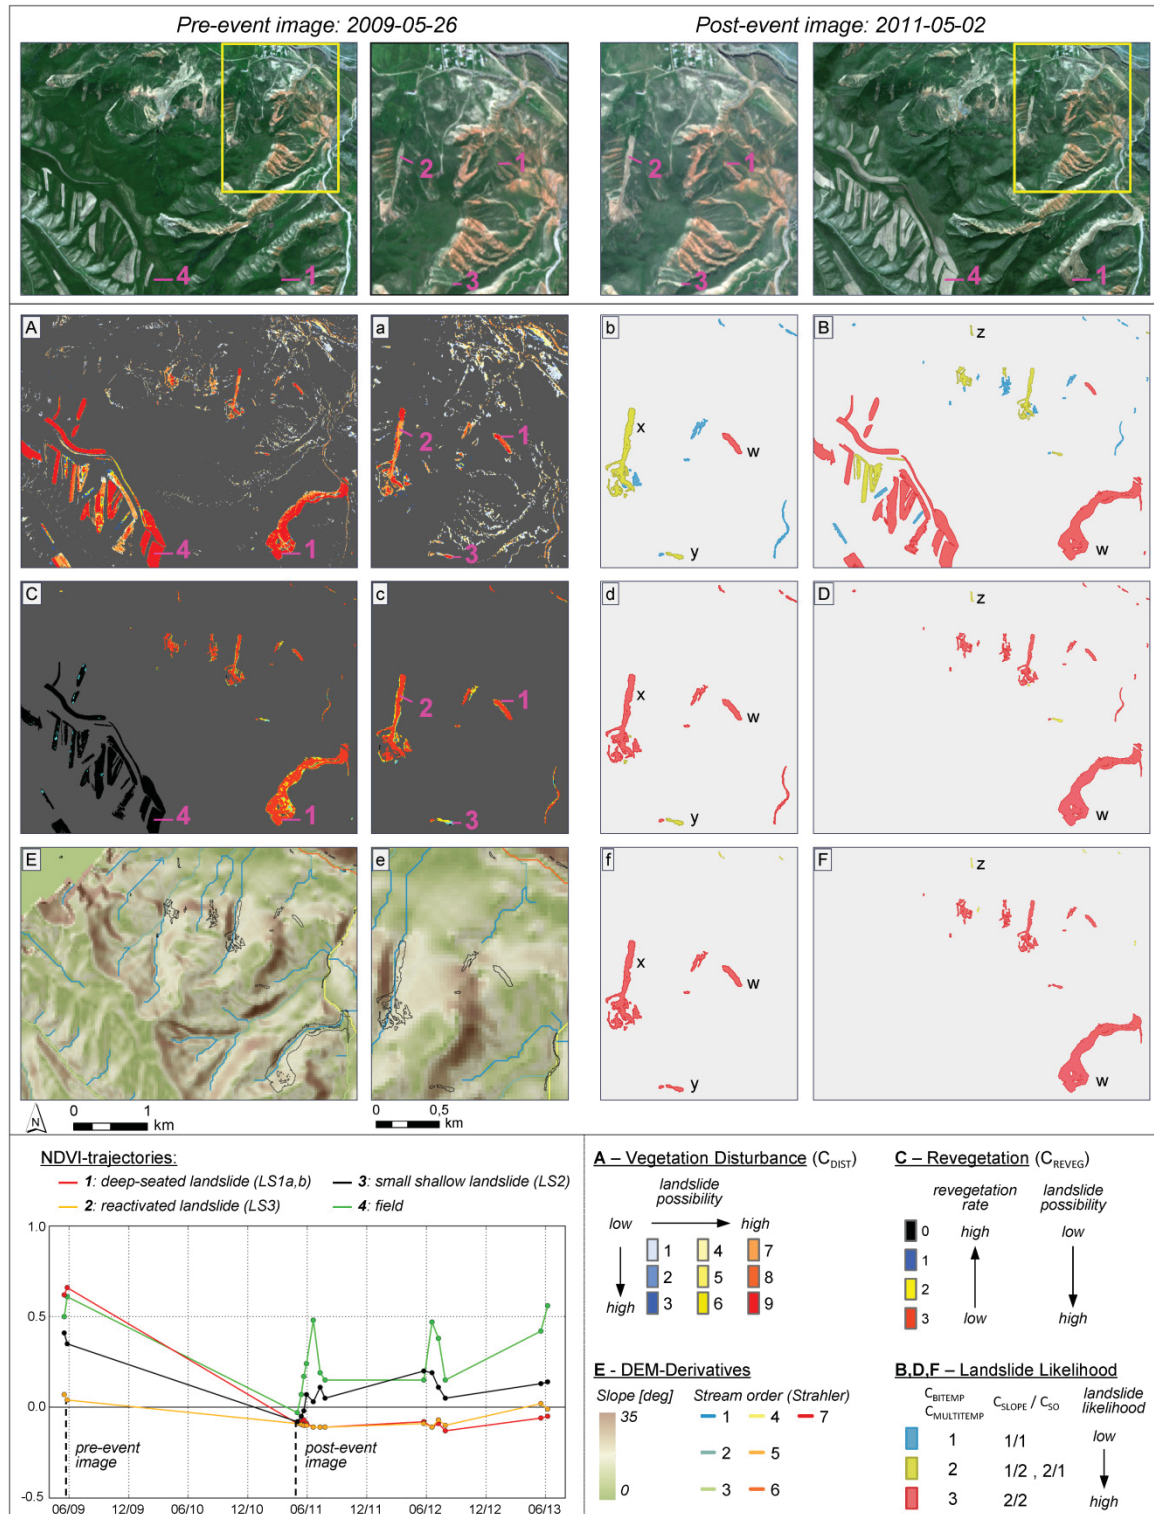 Pre-event image: 2009-05-26
Post-event image: 2011-05-02
4
1
2
1
3
2
1
3
4
1
A
4
1
a
2
1
3
b
x
w
y
B
z
w
C
4
1
c
2
1
3
d
x
w
y
D
z
w
E
e
f
x
w
y
F
z
w
N
0 1
km
0 0,5
km
NDVI-trajectories:
1: deep-seated landslide (LS1a,b)
2: reactivated landslide (LS3)
3: small shallow landslide (LS2)
4: field
1.0
0.5
0.0
-0.5
pre-event
image
post-event
image
06/09 12/09 06/10 12/10 06/11 12/11 06/12 12/12 06/13
A – Vegetation Disturbance (CDIST)
landslide
possibility
low high
high
1 4 7
2 5 8
3 6 9
C – Revegetation (CREVEG)
revegetation
rate
landslide
possibility
high low
low high
0
1
2
3
E - DEM-Derivatives
Slope [deg]
35
0
Stream order (Strahler)
1 4 7
2 5
3 6
B,D,F – Landslide Likelihood
CBITEMP
CMULTITEMP
CSLOPE / CSO
landslide
likelihood
1 1/1 low
2 1/2 , 2/1
3 2/2 high